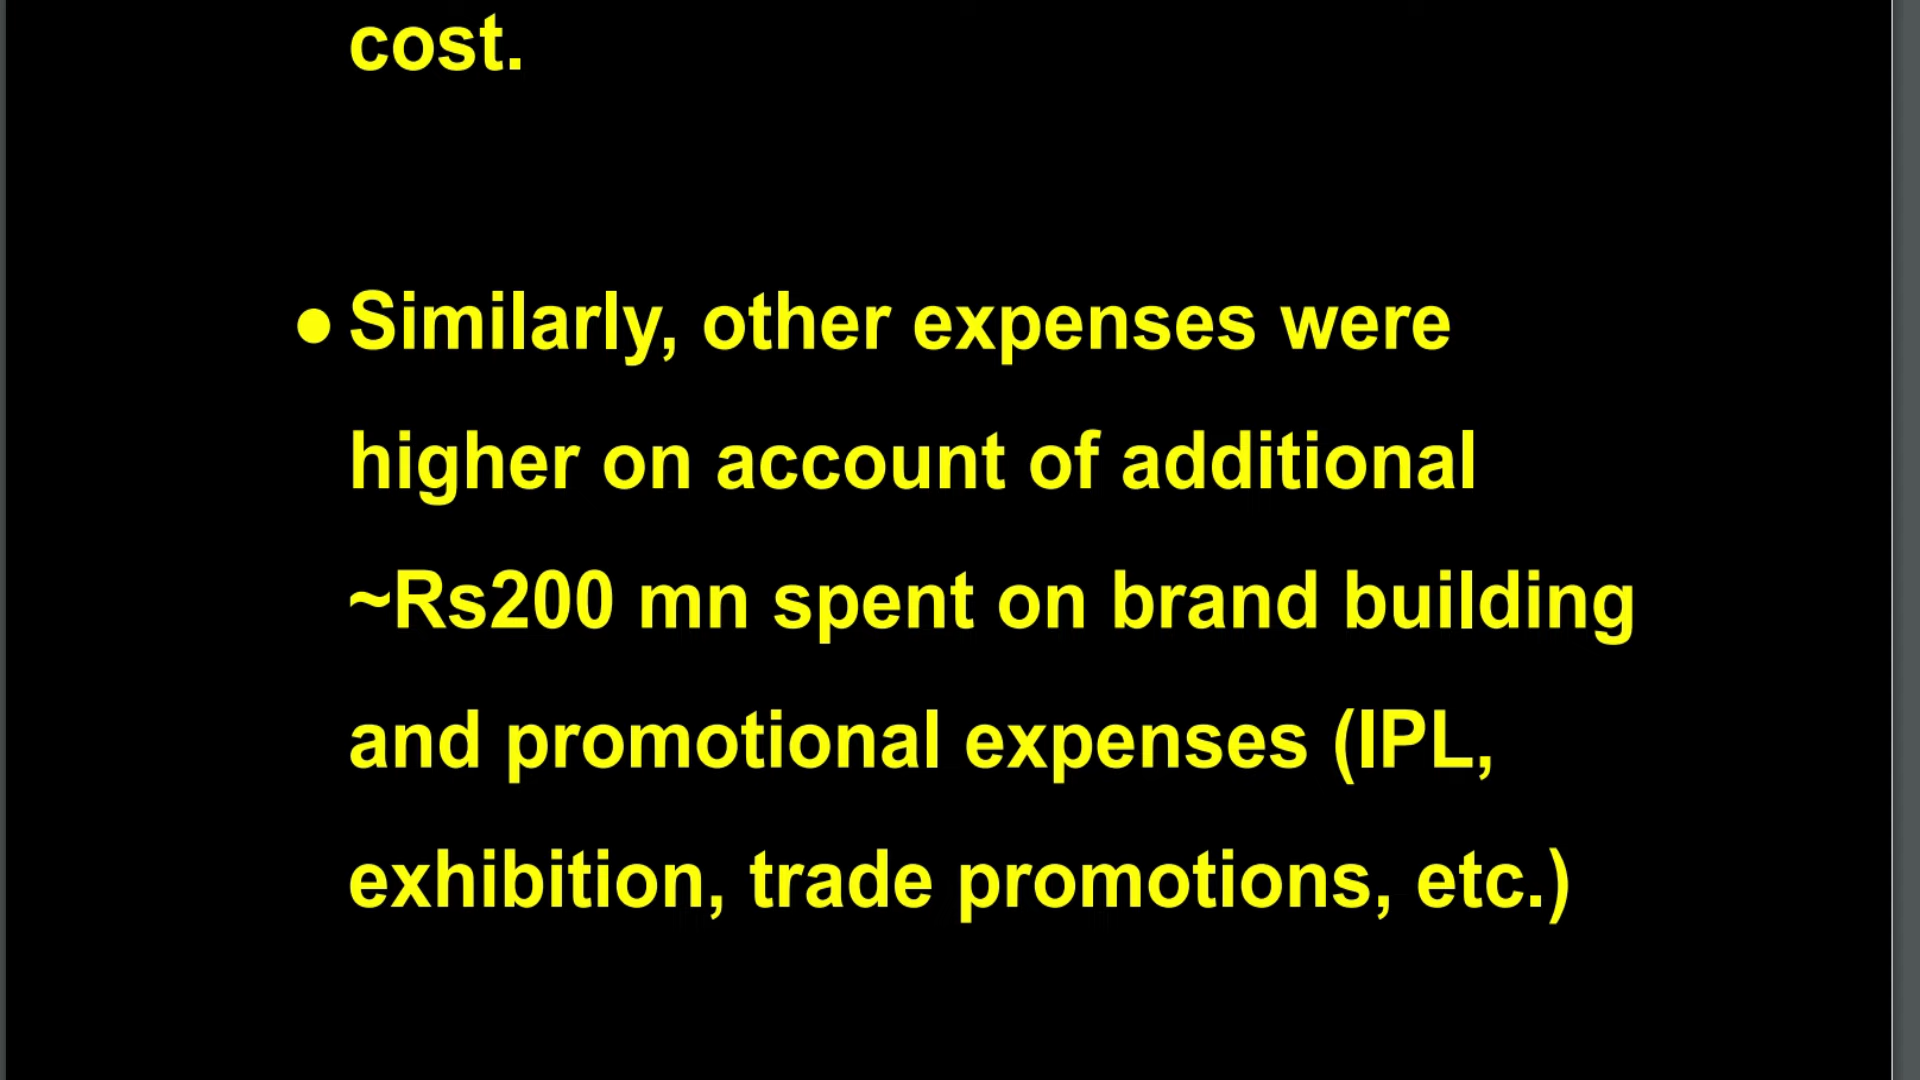 cost.
● Similarly, other expenses were
higher on account of additional
~Rs200 mn spent on brand building
and promotional expenses (IPL,
exhibition, trade promotions, etc.)